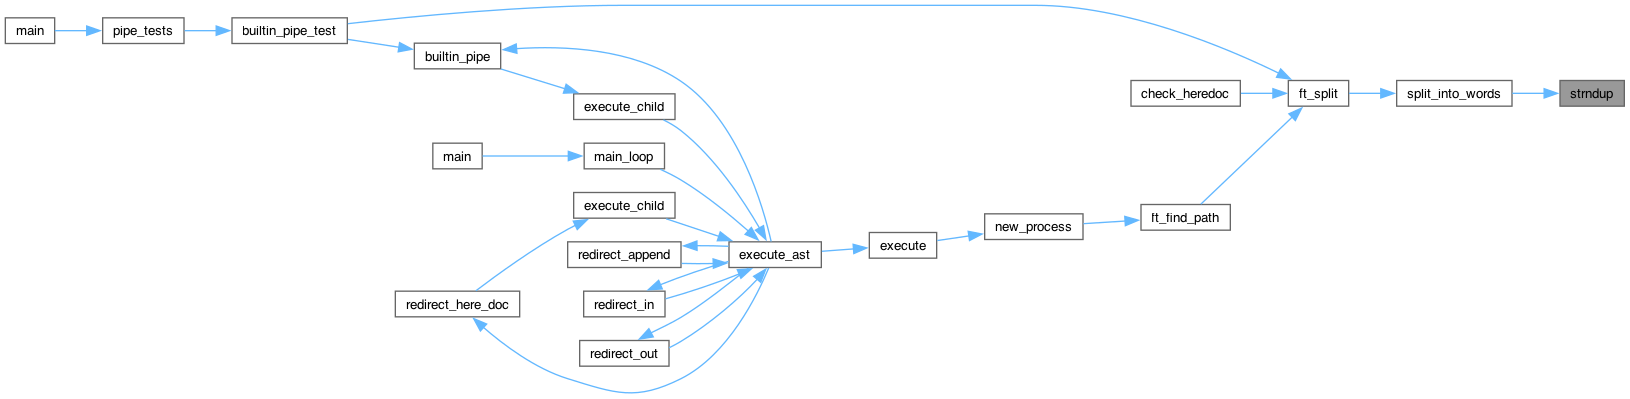 main
pipe_tests
builtin_pipe_test
builtin_pipe
execute_child
check_heredoc
ft_split
split_into_words
strndup
main
main_loop
execute_child
ft_find_path
new_process
execute
redirect_append
execute_ast
redirect_here_doc
redirect_in
redirect_out